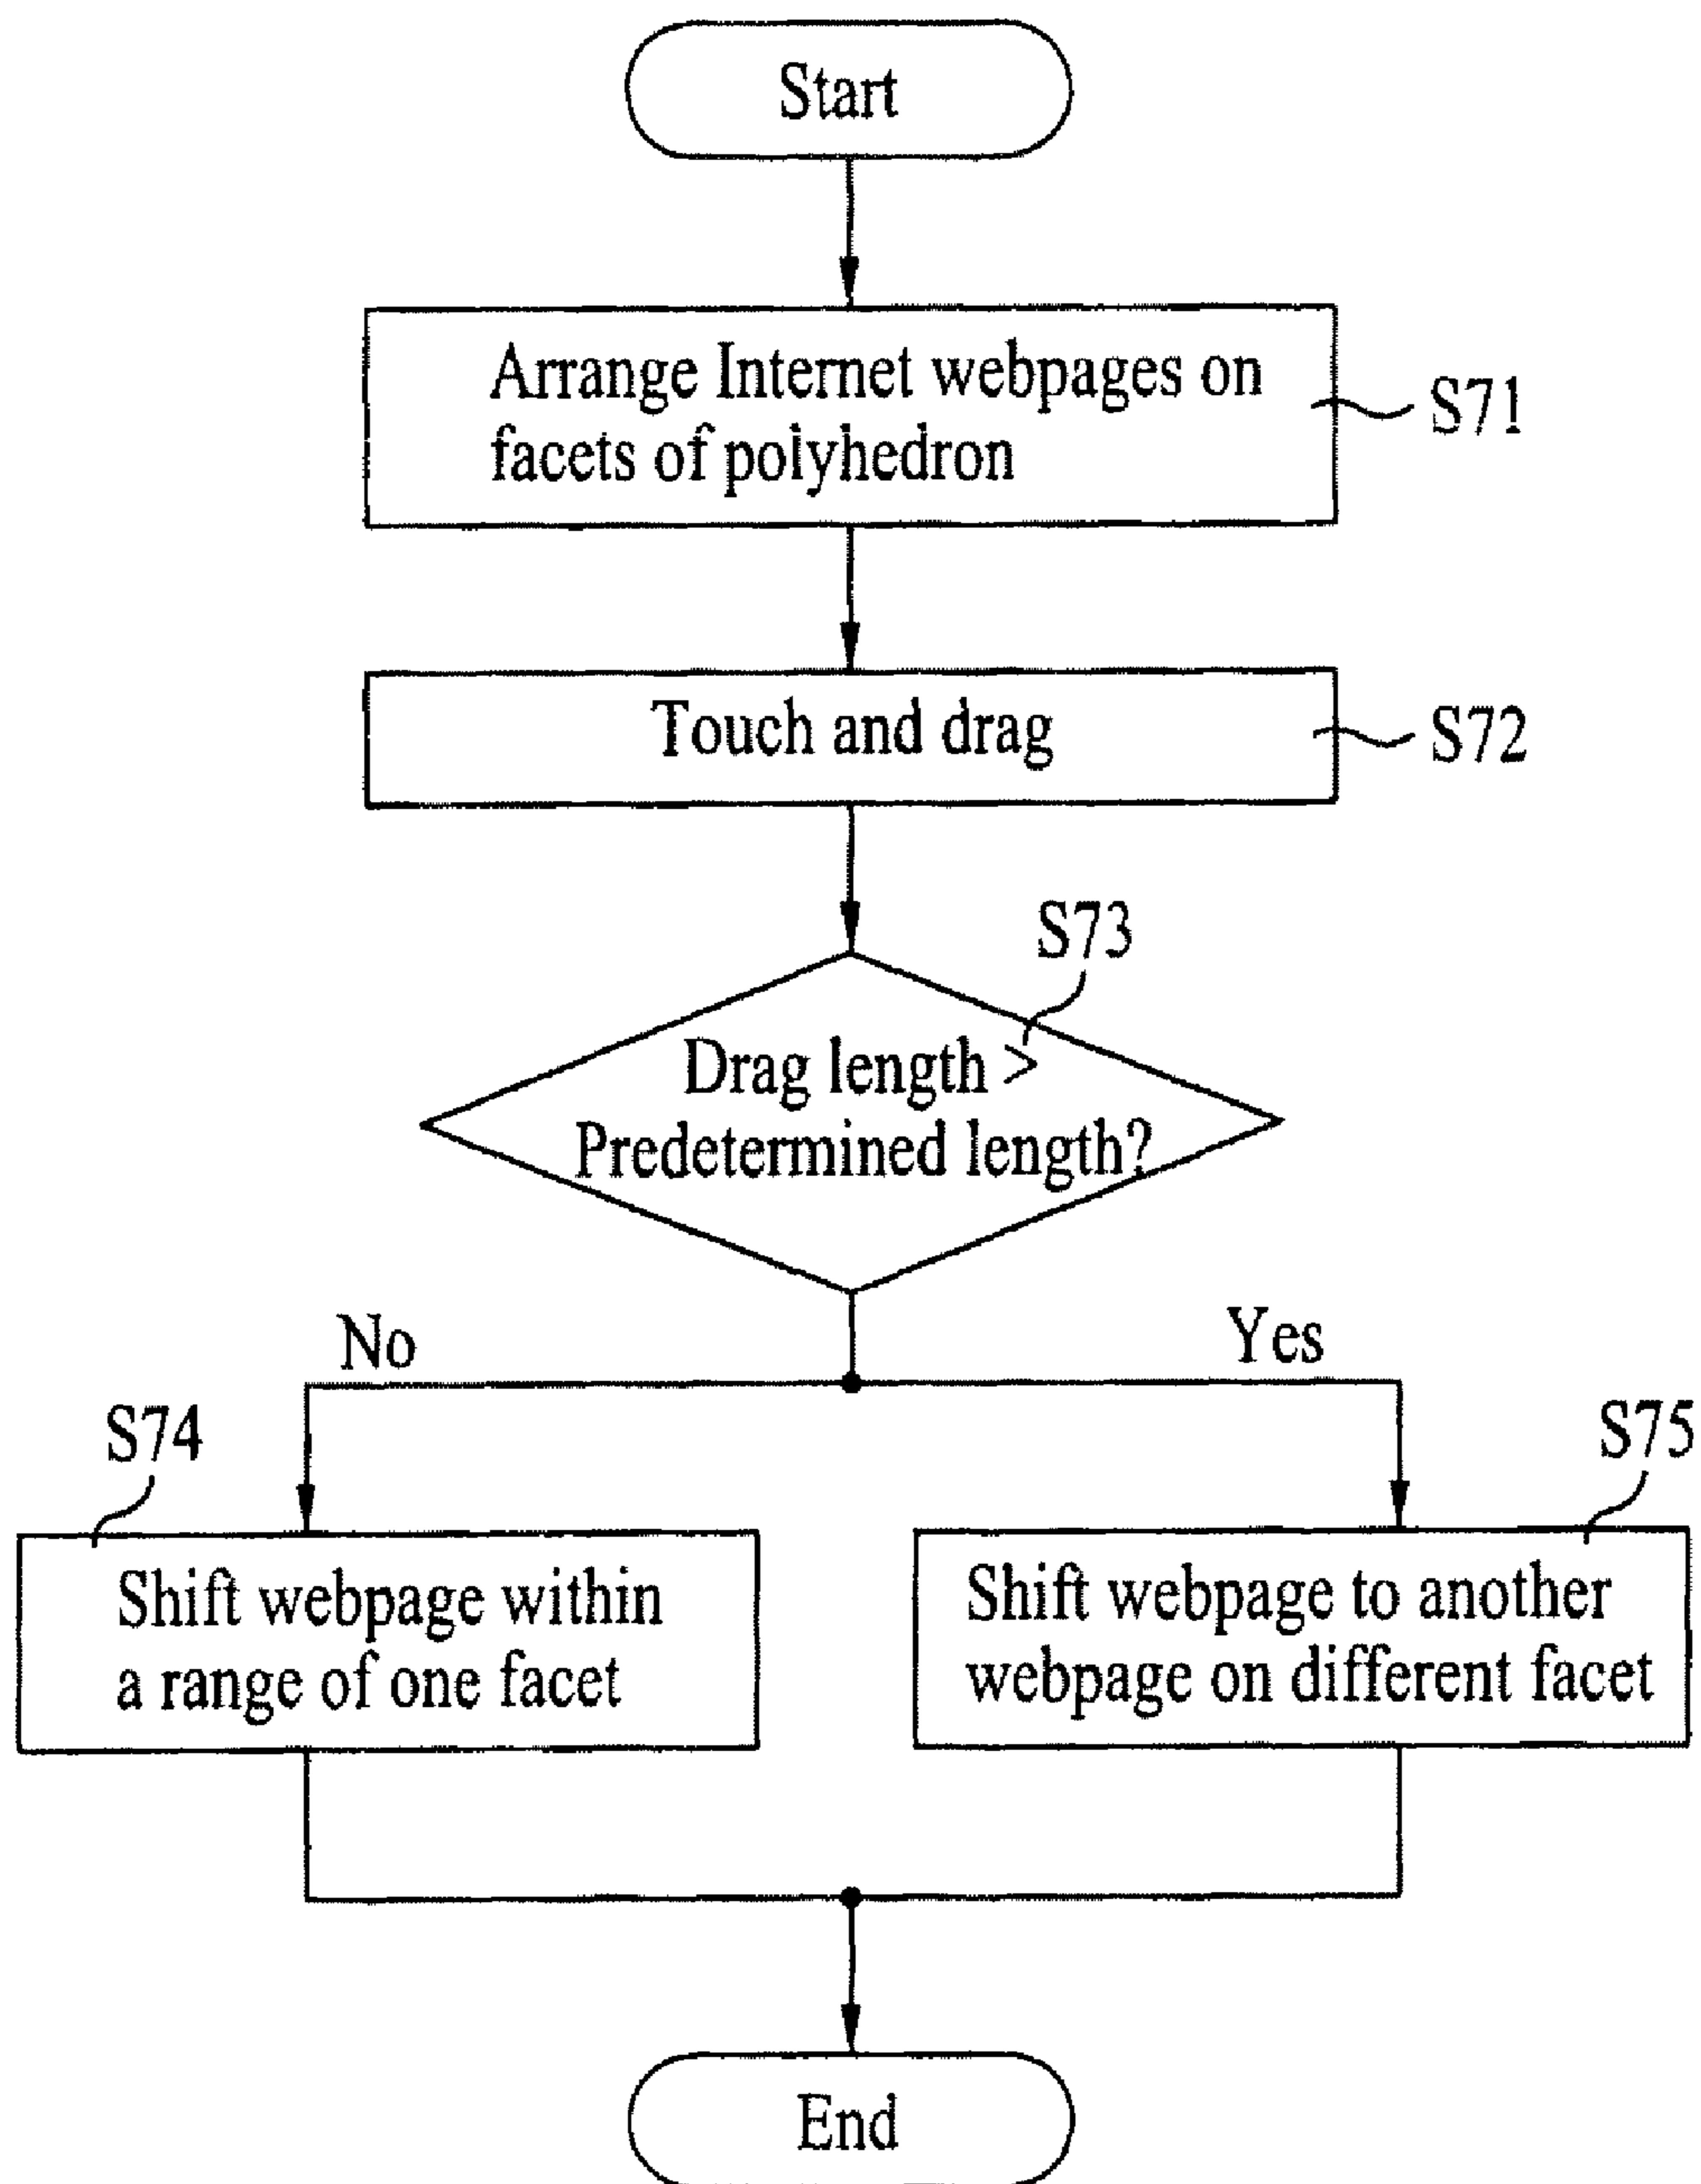 Start
Arrange Internet webpages on
facets of polyhedron
S71
Touch and drag
S72
S73
Drag length >
Predetermined length?
No
Yes
S74
S75
Shift webpage within
a range of one facet
Shift webpage to another
webpage on different facet
End